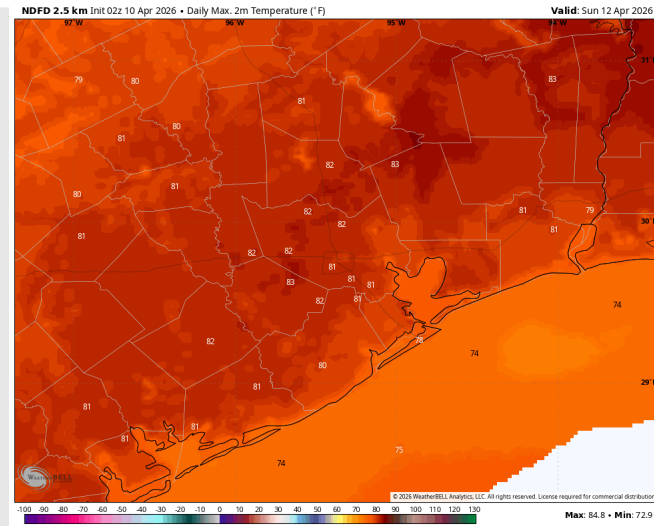 NDFD 2.5 km Init 02z 10 Apr 2026 • Daily Max. 2m Temperature (°F) Valid: Sun 12 Apr 2026
97°W 96°W 95°W 94°W
31°
79 80 83
81
80
81
82 83
81
80
82 81 79
82 81
81
82 82
81
83 81 81
82 81
74
82 78
74
80
29°
81
81
81
81
75
74
WeatherBELL
© 2026 WeatherBELL Analytics, LLC. All rights reserved. License required for commercial distribution
-100 -90 -80 -70 -60 -50 -40 -30 -20 -10 0 10 20 30 40 50 60 70 80 90 100 110 120 130
Max: 84.8 • Min: 72.9
30°